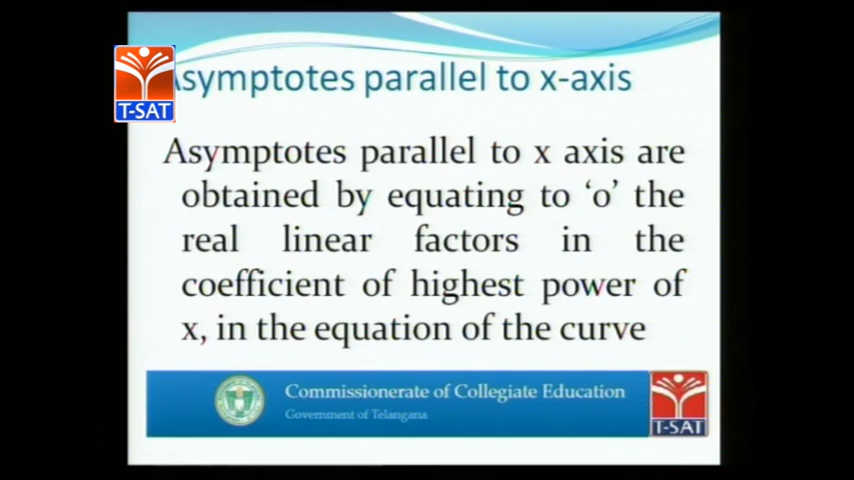 Asymptotes parallel to x-axis
T-SAT
Asymptotes parallel to x axis are
obtained by equating to ‘o’ the
real linear factors in the
coefficient of highest power of
x, in the equation of the curve
Commissionerate of Collegiate Education
Government of Telangana
T-SAT